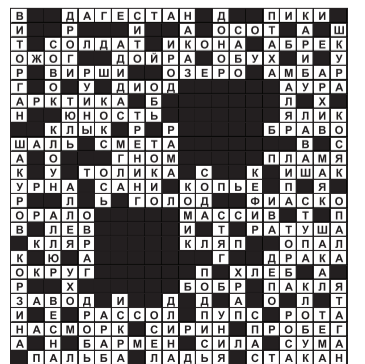 В ДАГЕСТАН Д ПИКИ
И Р И А ОСОТ А Ш
Т СОЛДАТ ИКОНА АБРЕК
ОЖОГ ДОЙРА ОБУХ И У
Р ВИРШИ ОЗЕРО АМБАР
Г О У ДИОД АУРА
АРКТИКА Б Л Х
Н ЮНОСТЬ ЯЛИК
КЛЫК Р Р БРАВО
ШАЛЬ СМЕТА В С
А О ГНОМ ПЛАМЯ
К У ТОЛИКА С К ИШАК
УРНА САНИ КОПЬЕ П Я
Р Л Ь ГОЛОД ФИАСКО
ОРАЛО МАССИВ Т П
В ЛЕВ И Т РАТУША
КЛЯР КЛЯП ОПАЛ
К Ю А Г ДРАКА
ОКРУГ П ХЛЕБ А
Р Х БОБР ПАКЛЯ
ЗАВОД И Д Д А О Л Т
И Е РАССОЛ ПУПС РОТА
НАСМОРК СИРИН ПРОБЕГ
А Н БАРМЕН СИЛА СУМА
ПАЛЬБА ЛАДЬЯ СТАКАН